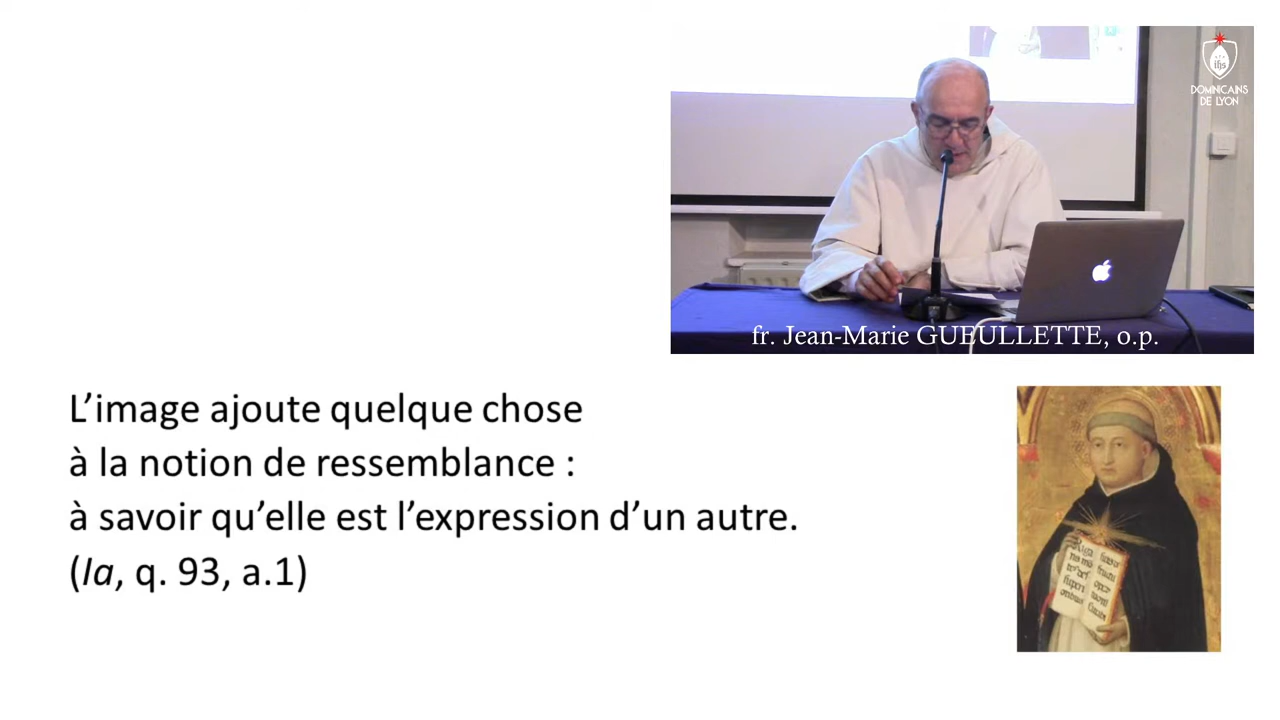 ihs
DOMINICAINS
DE LYON
fr. Jean-Marie GUEULLETTE, o.p.
L’image ajoute quelque chose
à la notion de ressemblance :
à savoir qu’elle est l’expression d’un autre.
(Ia, q. 93, a.1)